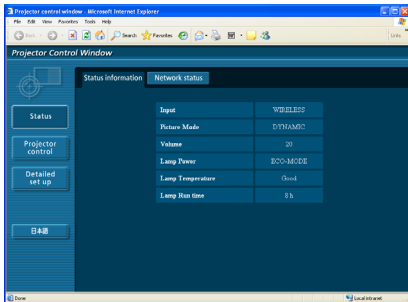 Projector control window - Microsoft Internet Explorer
File Edit View Favorites Tools Help
Back Search Favorites Links
Projector Control Window
Status information Network status
Status
Projector control
Detailed set up
日本語
Input WIRELESS
Picture Mode DYNAMIC
Volume 20
Lamp Power ECO-MODE
Lamp Temperature Good
Lamp Run time 8 h
Done Local intranet